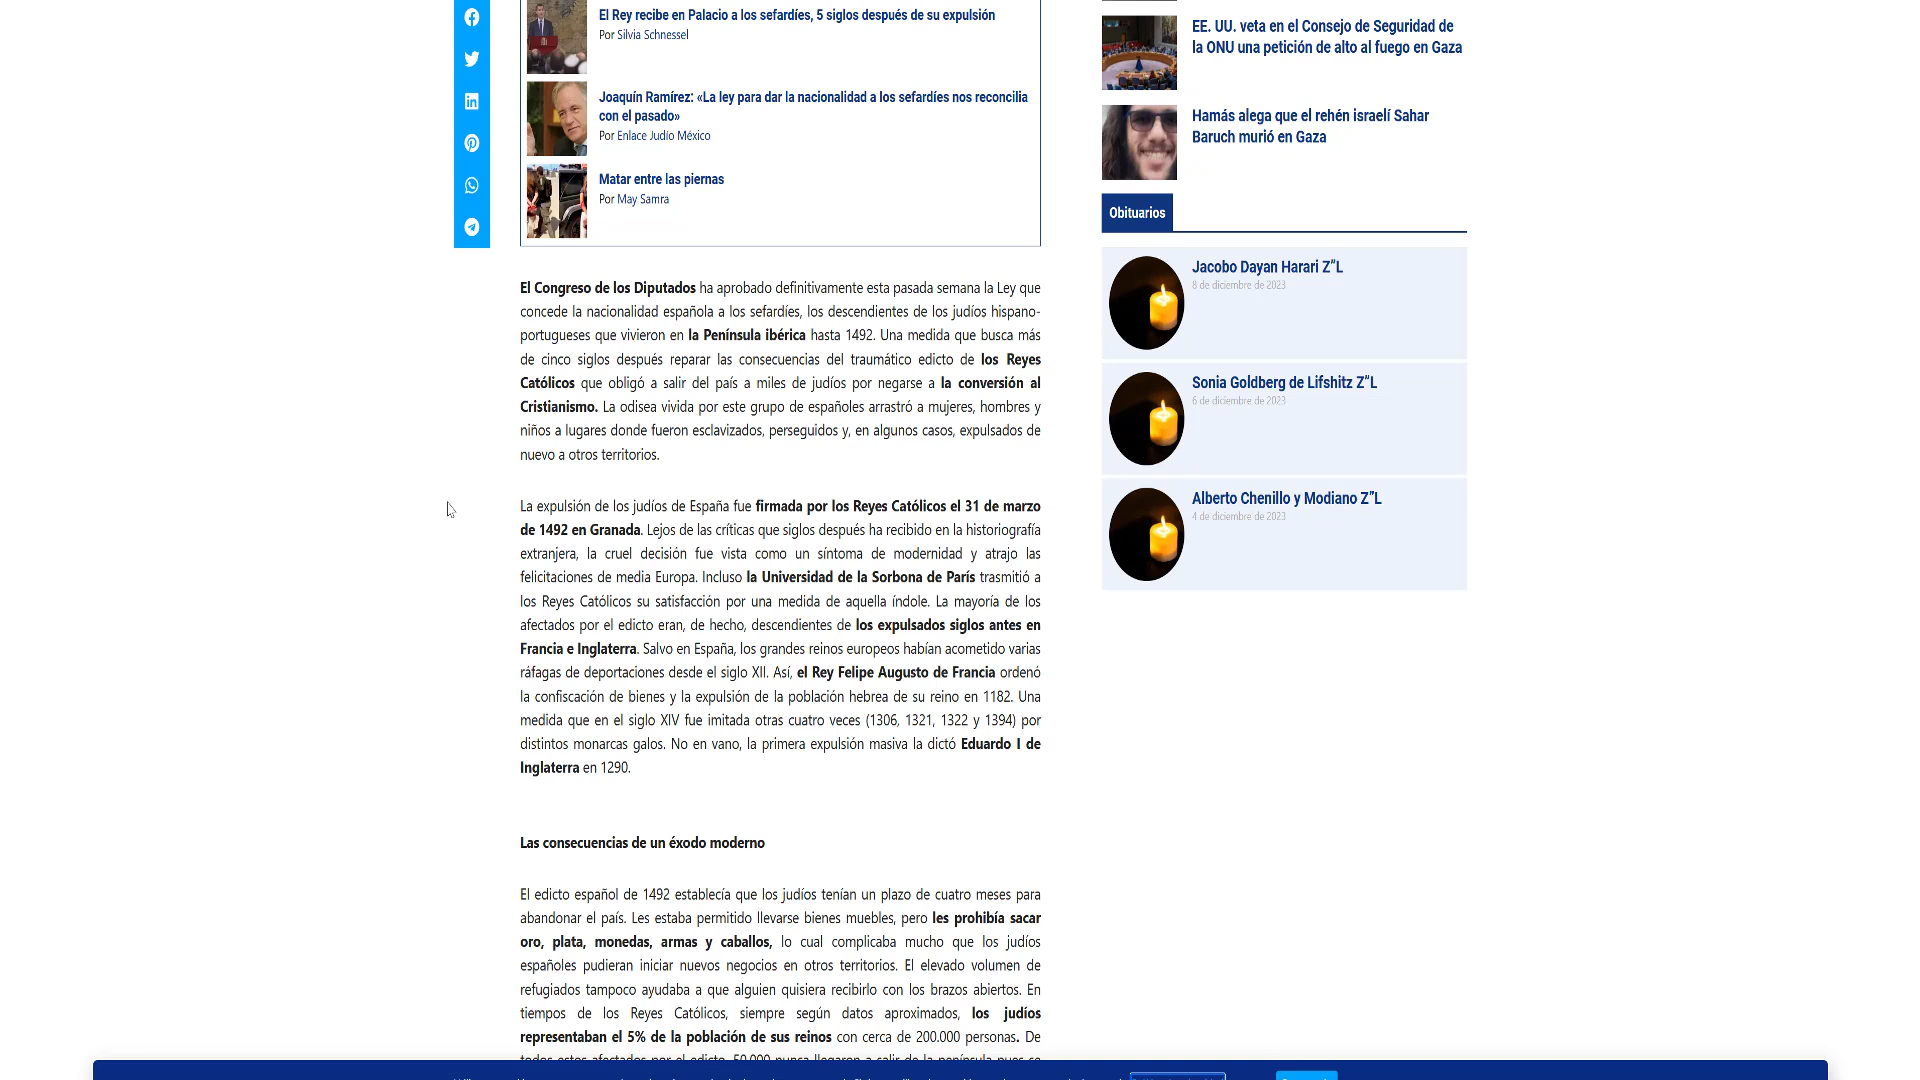 El Rey recibe en Palacio a los sefardíes, 5 siglos después de su expulsión
Por Silvia Schnessel
Joaquín Ramírez: «La ley para dar la nacionalidad a los sefardíes nos reconcilia
con el pasado»
Por Enlace Judío México
Matar entre las piernas
Por May Samra
El Congreso de los Diputados ha aprobado definitivamente esta pasada semana la Ley que
concede la nacionalidad española a los sefardíes, los descendientes de los judíos hispano-
portugueses que vivieron en la Península ibérica hasta 1492. Una medida que busca más
de cinco siglos después reparar las consecuencias del traumático edicto de los Reyes
Católicos que obligó a salir del país a miles de judíos por negarse a la conversión al
Cristianismo. La odisea vivida por este grupo de españoles arrastró a mujeres, hombres y
niños a lugares donde fueron esclavizados, perseguidos y, en algunos casos, expulsados de
nuevo a otros territorios.
La expulsión de los judíos de España fue firmada por los Reyes Católicos el 31 de marzo
de 1492 en Granada. Lejos de las críticas que siglos después ha recibido en la historiografía
extranjera, la cruel decisión fue vista como un síntoma de modernidad y atrajo las
felicitaciones de media Europa. Incluso la Universidad de la Sorbona de París trasmitió a
los Reyes Católicos su satisfacción por una medida de aquella índole. La mayoría de los
afectados por el edicto eran, de hecho, descendientes de los expulsados siglos antes en
Francia e Inglaterra. Salvo en España, los grandes reinos europeos habían acometido varias
ráfagas de deportaciones desde el siglo XII. Así, el Rey Felipe Augusto de Francia ordenó
la confiscación de bienes y la expulsión de la población hebrea de su reino en 1182. Una
medida que en el siglo XIV fue imitada otras cuatro veces (1306, 1321, 1322 y 1394) por
distintos monarcas galos. No en vano, la primera expulsión masiva la dictó Eduardo I de
Inglaterra en 1290.
Las consecuencias de un éxodo moderno
El edicto español de 1492 establecía que los judíos tenían un plazo de cuatro meses para
abandonar el país. Les estaba permitido llevarse bienes muebles, pero les prohibía sacar
oro, plata, monedas, armas y caballos, lo cual complicaba mucho que los judíos
españoles pudieran iniciar nuevos negocios en otros territorios. El elevado volumen de
refugiados tampoco ayudaba a que alguien quisiera recibirlo con los brazos abiertos. En
tiempos de los Reyes Católicos, siempre según datos aproximados, los judíos
representaban el 5% de la población de sus reinos con cerca de 200.000 personas. De
todos estos afectados por el edicto, 50.000 nunca llegaron a salir de la península pues se
EE. UU. veta en el Consejo de Seguridad de
la ONU una petición de alto al fuego en Gaza
Hamás alega que el rehén israelí Sahar
Baruch murió en Gaza
Obituarios
Jacobo Dayan Harari Z”L
8 de diciembre de 2023
Sonia Goldberg de Lifshitz Z”L
6 de diciembre de 2023
Alberto Chenillo y Modiano Z”L
4 de diciembre de 2023